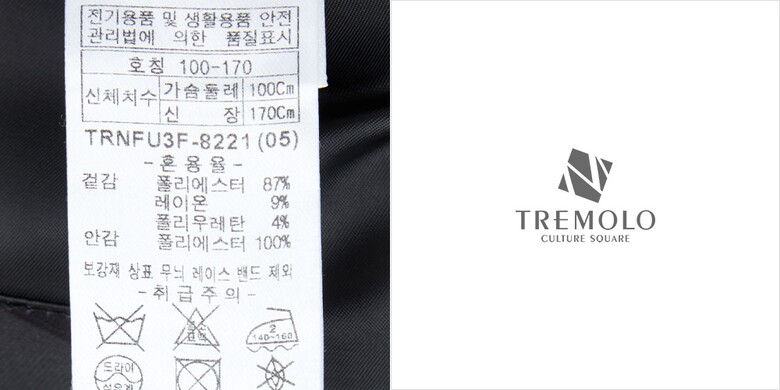 전기용품 및 생활용품 안전
관리법에 의한 품질표시
호칭 100-170
신체치수 가슴둘레 100Cm
신 장 170Cm
TRNFU3F-8221(05)
-혼용율-
겉감 폴리에스터 87%
레이온 9%
폴리우레탄 4%
안감 폴리에스터 100%
보강재 상표 무늬 레이스 밴드 제외
-취급주의-
2
140~160
드라이
TREMOLO
CULTURE SQUARE